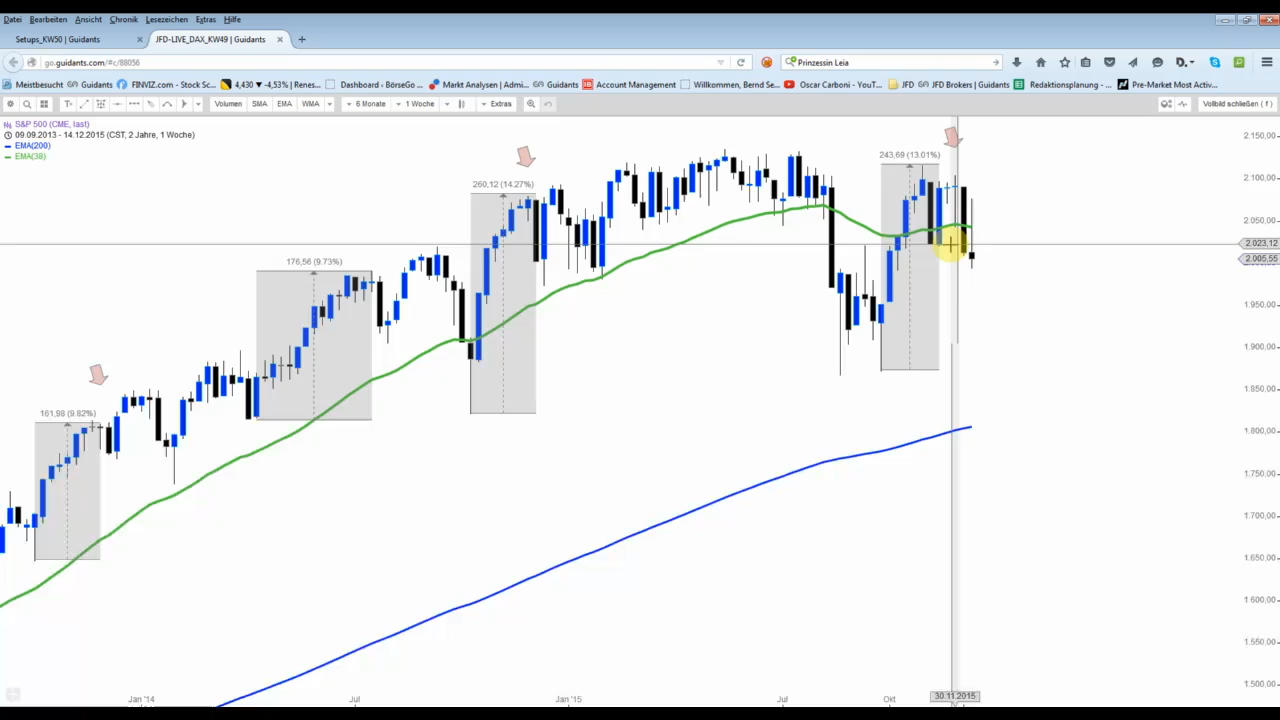 Datei Bearbeiten Ansicht Chronik Lesezeichen Extras Hilfe
Setups_KW50 | Guidants × JFD-LIVE_DAX_KW49 | Guidants × +
go.guidants.com/#c/88056 Prinzessin Leia
Meistbesucht Guidants FINVIZ.com - Stock Sc... 4,430 ▼ -4,53% | Renes... Dashboard - BörseGo... Markt Analysen | Admi... Guidants Account Management Willkommen, Bernd Se... Oscar Carboni - YouT... JFD JFD Brokers | Guidants Redaktionsplanung - ... Pre-Market Most Activ...
Volumen SMA EMA WMA 6 Monate 1 Woche Extras Vollbild schließen ( f )
S&P 500 (CME, last)
09.09.2013 - 14.12.2015 (CST, 2 Jahre, 1 Woche)
EMA(200)
EMA(38)
161,98 (9.82%)
176,56 (9.73%)
260,12 (14.27%)
243,69 (13.01%)
2.150,00
2.100,00
2.050,00
2.023,12
2.005,55
1.950,00
1.900,00
1.850,00
1.800,00
1.750,00
1.700,00
1.650,00
1.600,00
1.550,00
1.500,00
Jan '14 Jul Jan '15 Jul Okt 30.11.2015